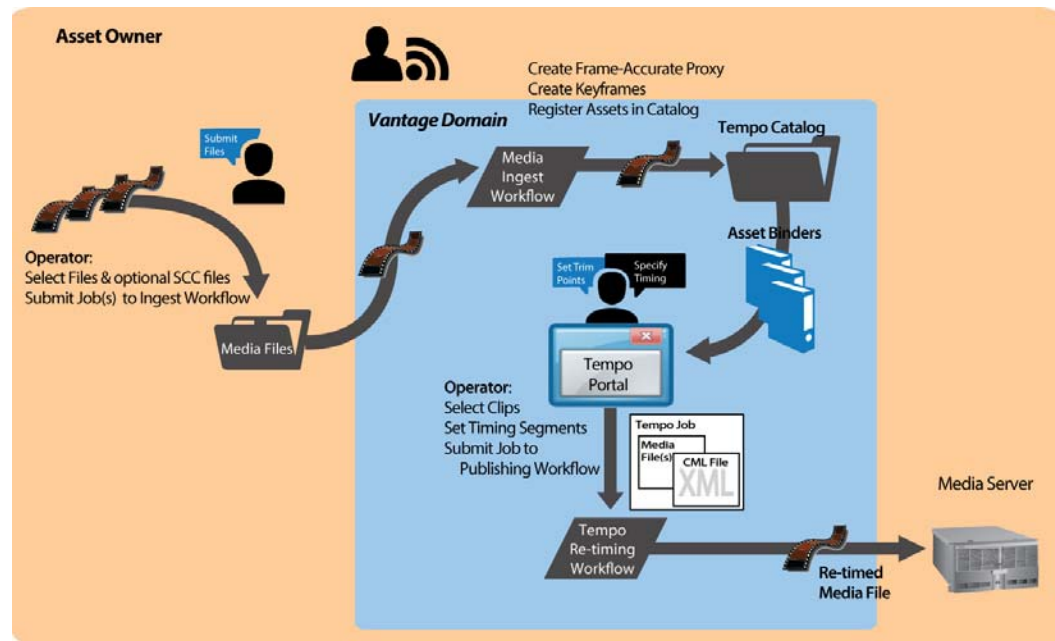 Asset Owner
Create Frame-Accurate Proxy
Create Keyframes
Register Assets in Catalog
Vantage Domain
Tempo Catalog
Submit
Files
Media
Ingest
Workflow
Asset Binders
Operator:
Select Files & optional SCC files
Submit Job(s) to Ingest Workflow
Set Trim
Points
Specify
Timing
Media Files
Tempo
Portal
Operator:
Select Clips
Set Timing Segments
Submit Job to
Publishing Workflow
Tempo Job
Media
File(s)
CML File
XML
Media Server
Tempo
Re-timing
Workflow
Re-timed
Media File